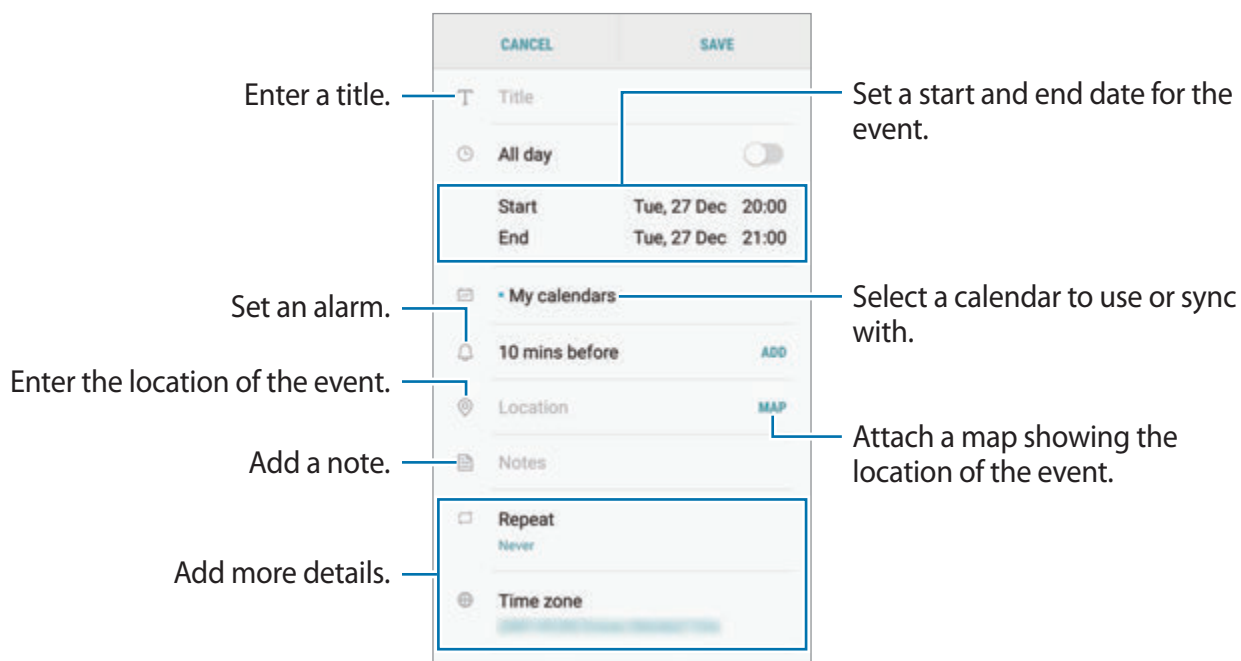 CANCEL SAVE
Enter a title.
Title
Set a start and end date for the
event.
All day
Start Tue, 27 Dec 20:00
End Tue, 27 Dec 21:00
My calendars
Select a calendar to use or sync
with.
Set an alarm.
10 mins before ADD
Enter the location of the event.
Location MAP
Attach a map showing the
location of the event.
Add a note.
Notes
Repeat
Never
Add more details.
Time zone